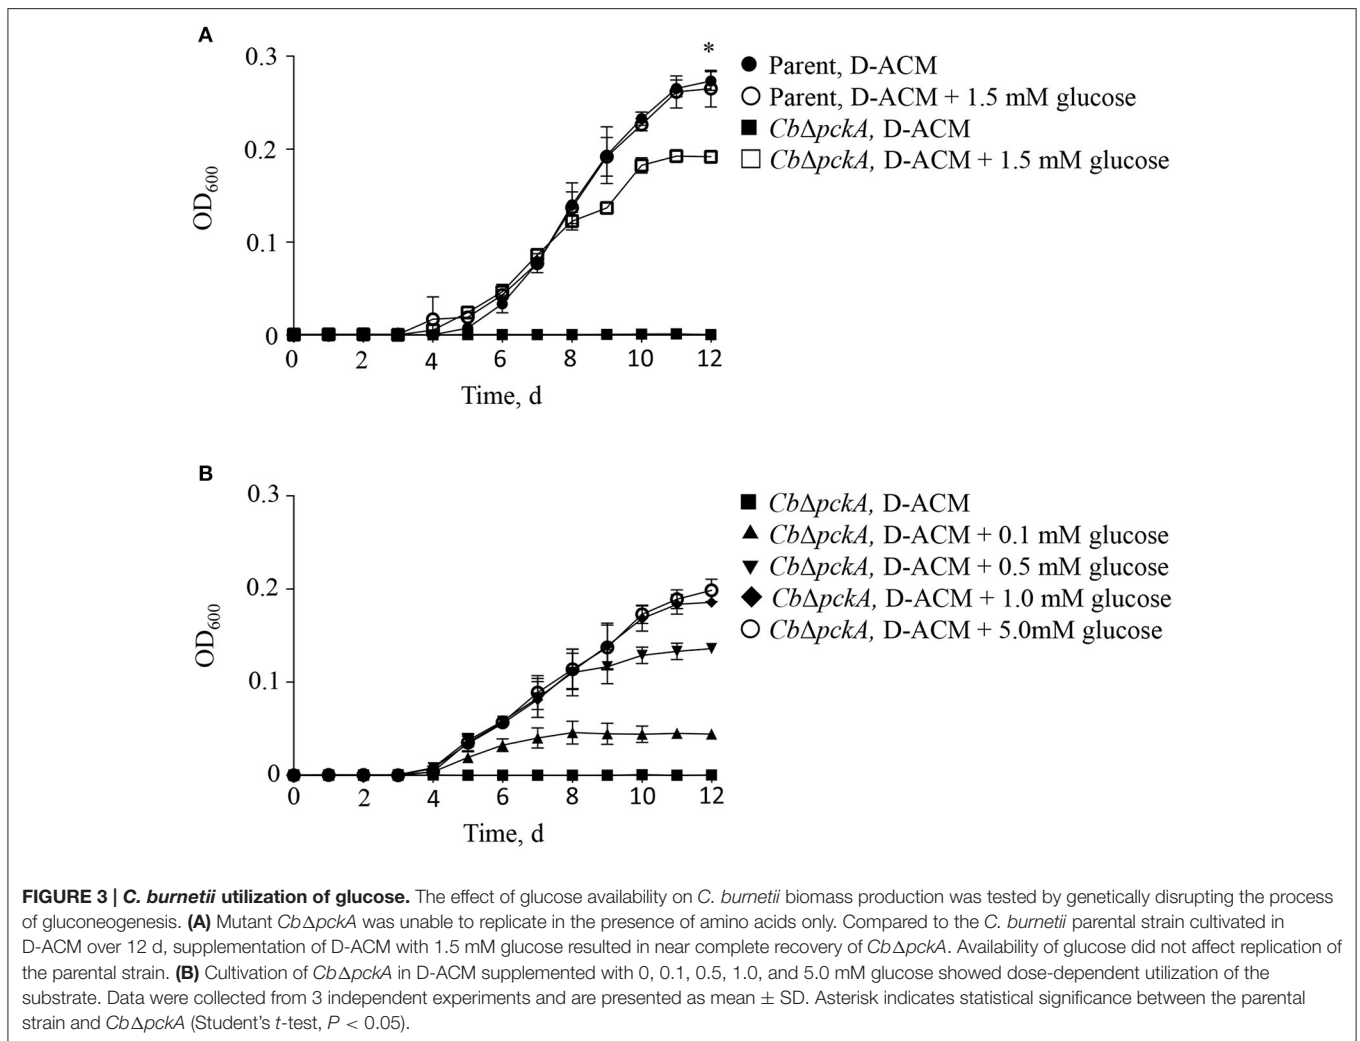 A
0.3
0.2
0.1
0
OD600
0 2 4 6 8 10 12
Time, d
*
Parent, D-ACM
Parent, D-ACM + 1.5 mM glucose
CbΔpckA, D-ACM
CbΔpckA, D-ACM + 1.5 mM glucose
B
0.3
0.2
0.1
0
OD600
0 2 4 6 8 10 12
Time, d
CbΔpckA, D-ACM
CbΔpckA, D-ACM + 0.1 mM glucose
CbΔpckA, D-ACM + 0.5 mM glucose
CbΔpckA, D-ACM + 1.0 mM glucose
CbΔpckA, D-ACM + 5.0mM glucose
FIGURE 3 | C. burnetii utilization of glucose. The effect of glucose availability on C. burnetii biomass production was tested by genetically disrupting the process
of gluconeogenesis. (A) Mutant CbΔpckA was unable to replicate in the presence of amino acids only. Compared to the C. burnetii parental strain cultivated in
D-ACM over 12 d, supplementation of D-ACM with 1.5 mM glucose resulted in near complete recovery of CbΔpckA. Availability of glucose did not affect replication of
the parental strain. (B) Cultivation of CbΔpckA in D-ACM supplemented with 0, 0.1, 0.5, 1.0, and 5.0 mM glucose showed dose-dependent utilization of the
substrate. Data were collected from 3 independent experiments and are presented as mean ± SD. Asterisk indicates statistical significance between the parental
strain and CbΔpckA (Student's t-test, P < 0.05).